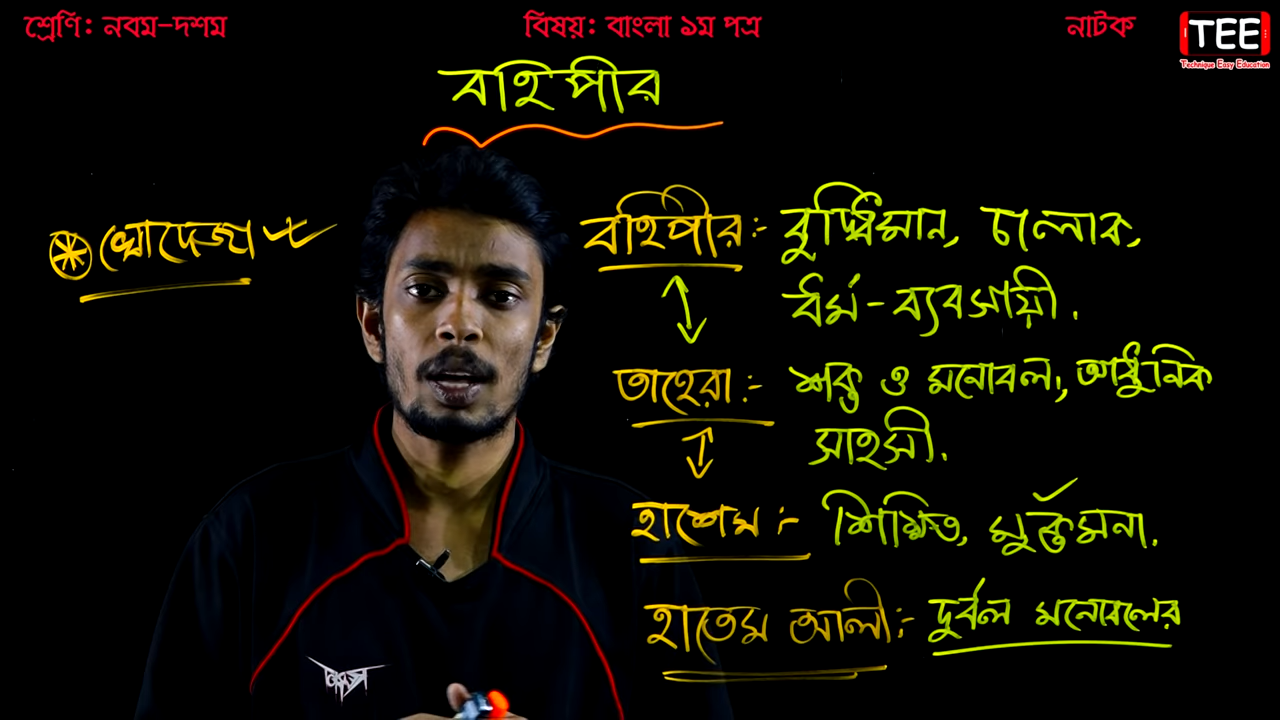 শ্রেণি: নবম-দশম
বিষয়: বাংলা ১ম পত্র
নাটক
TEE
Technique Easy Education
বহিপীর
খোদেজা
বহিপীর :- বুদ্ধিমান, চালাক,
ধর্ম-ব্যবসায়ী.
তাহেরা :- শক্ত ও মনোবল, আধুনিক
সাহসী.
হাশেম :- শিক্ষিত, মুক্তমনা.
হাতেম আলী :- দুর্বল মনোবলের